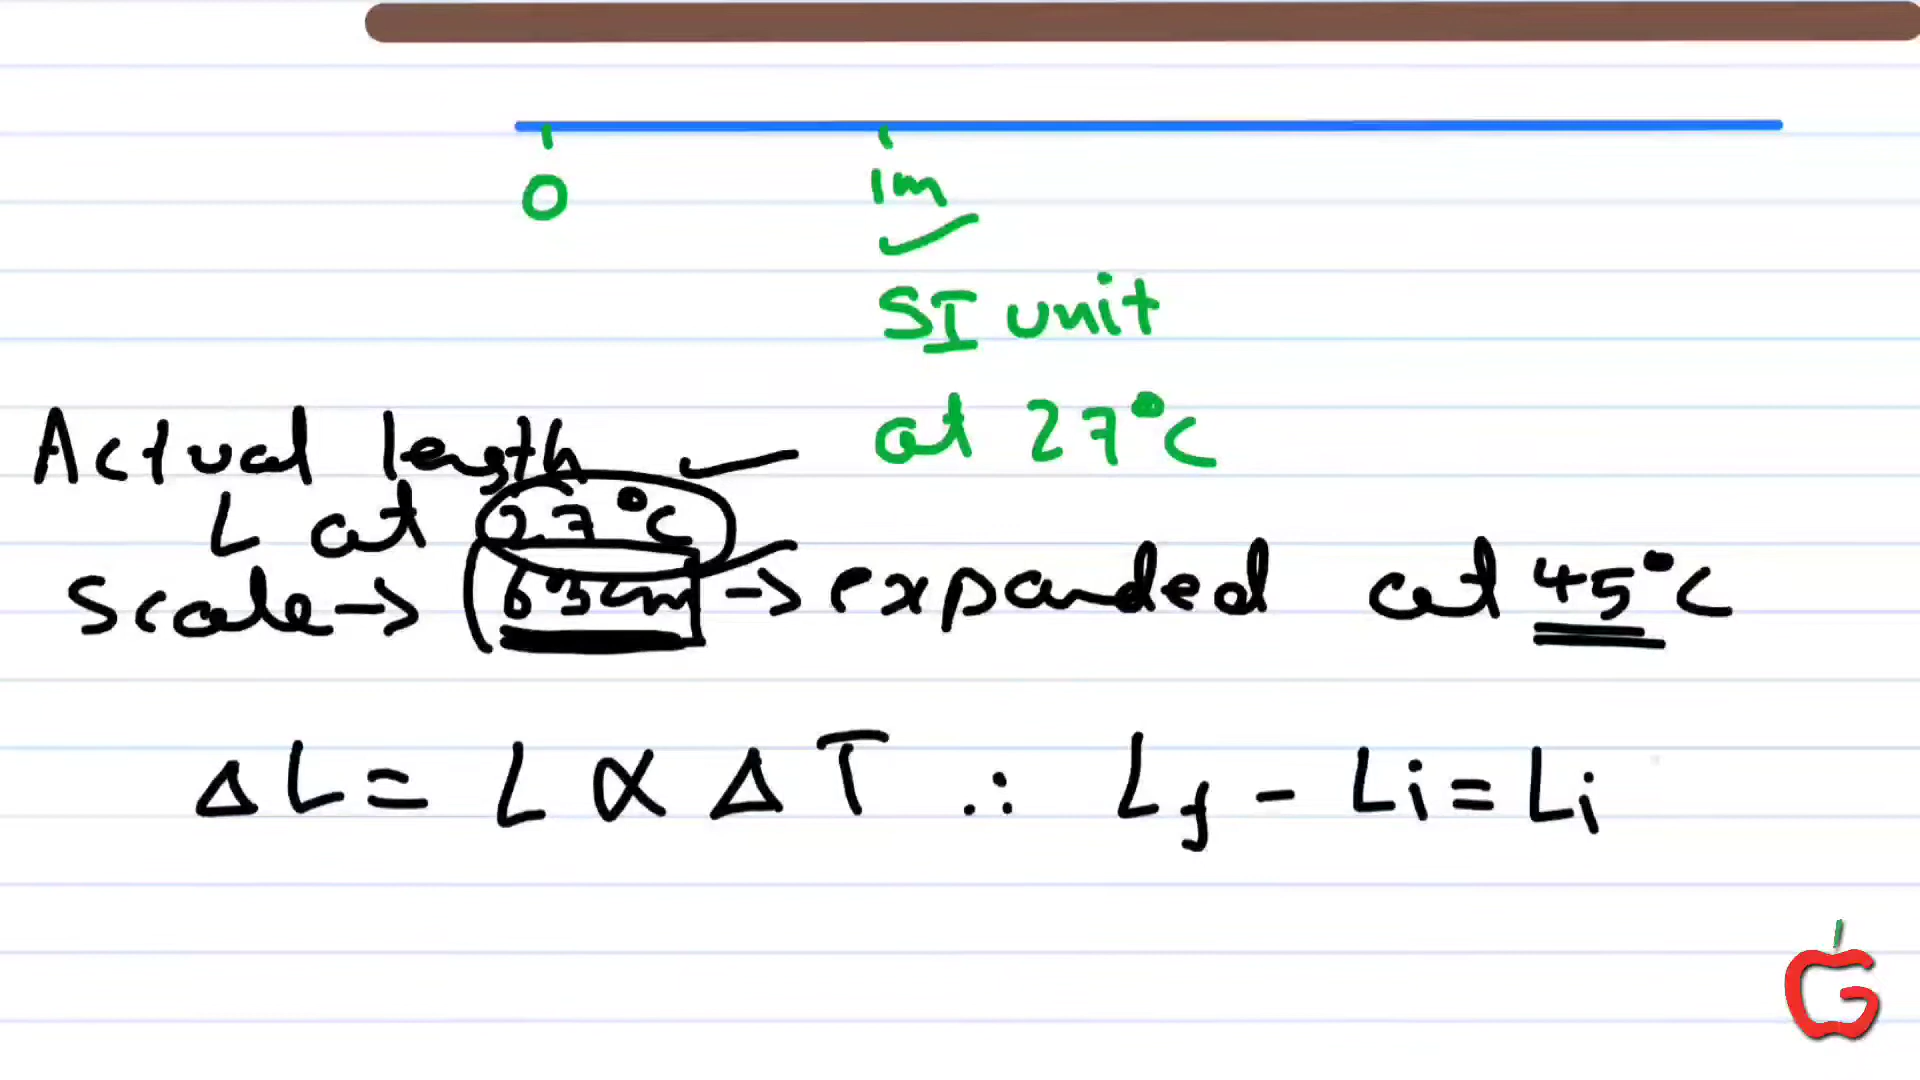 0 1m
SI unit
at 27°C
Actual length
L at 27°C
Scale → 63cm → expanded at 45°C
ΔL = L α ΔT ∴ Lf - Li = Li
G